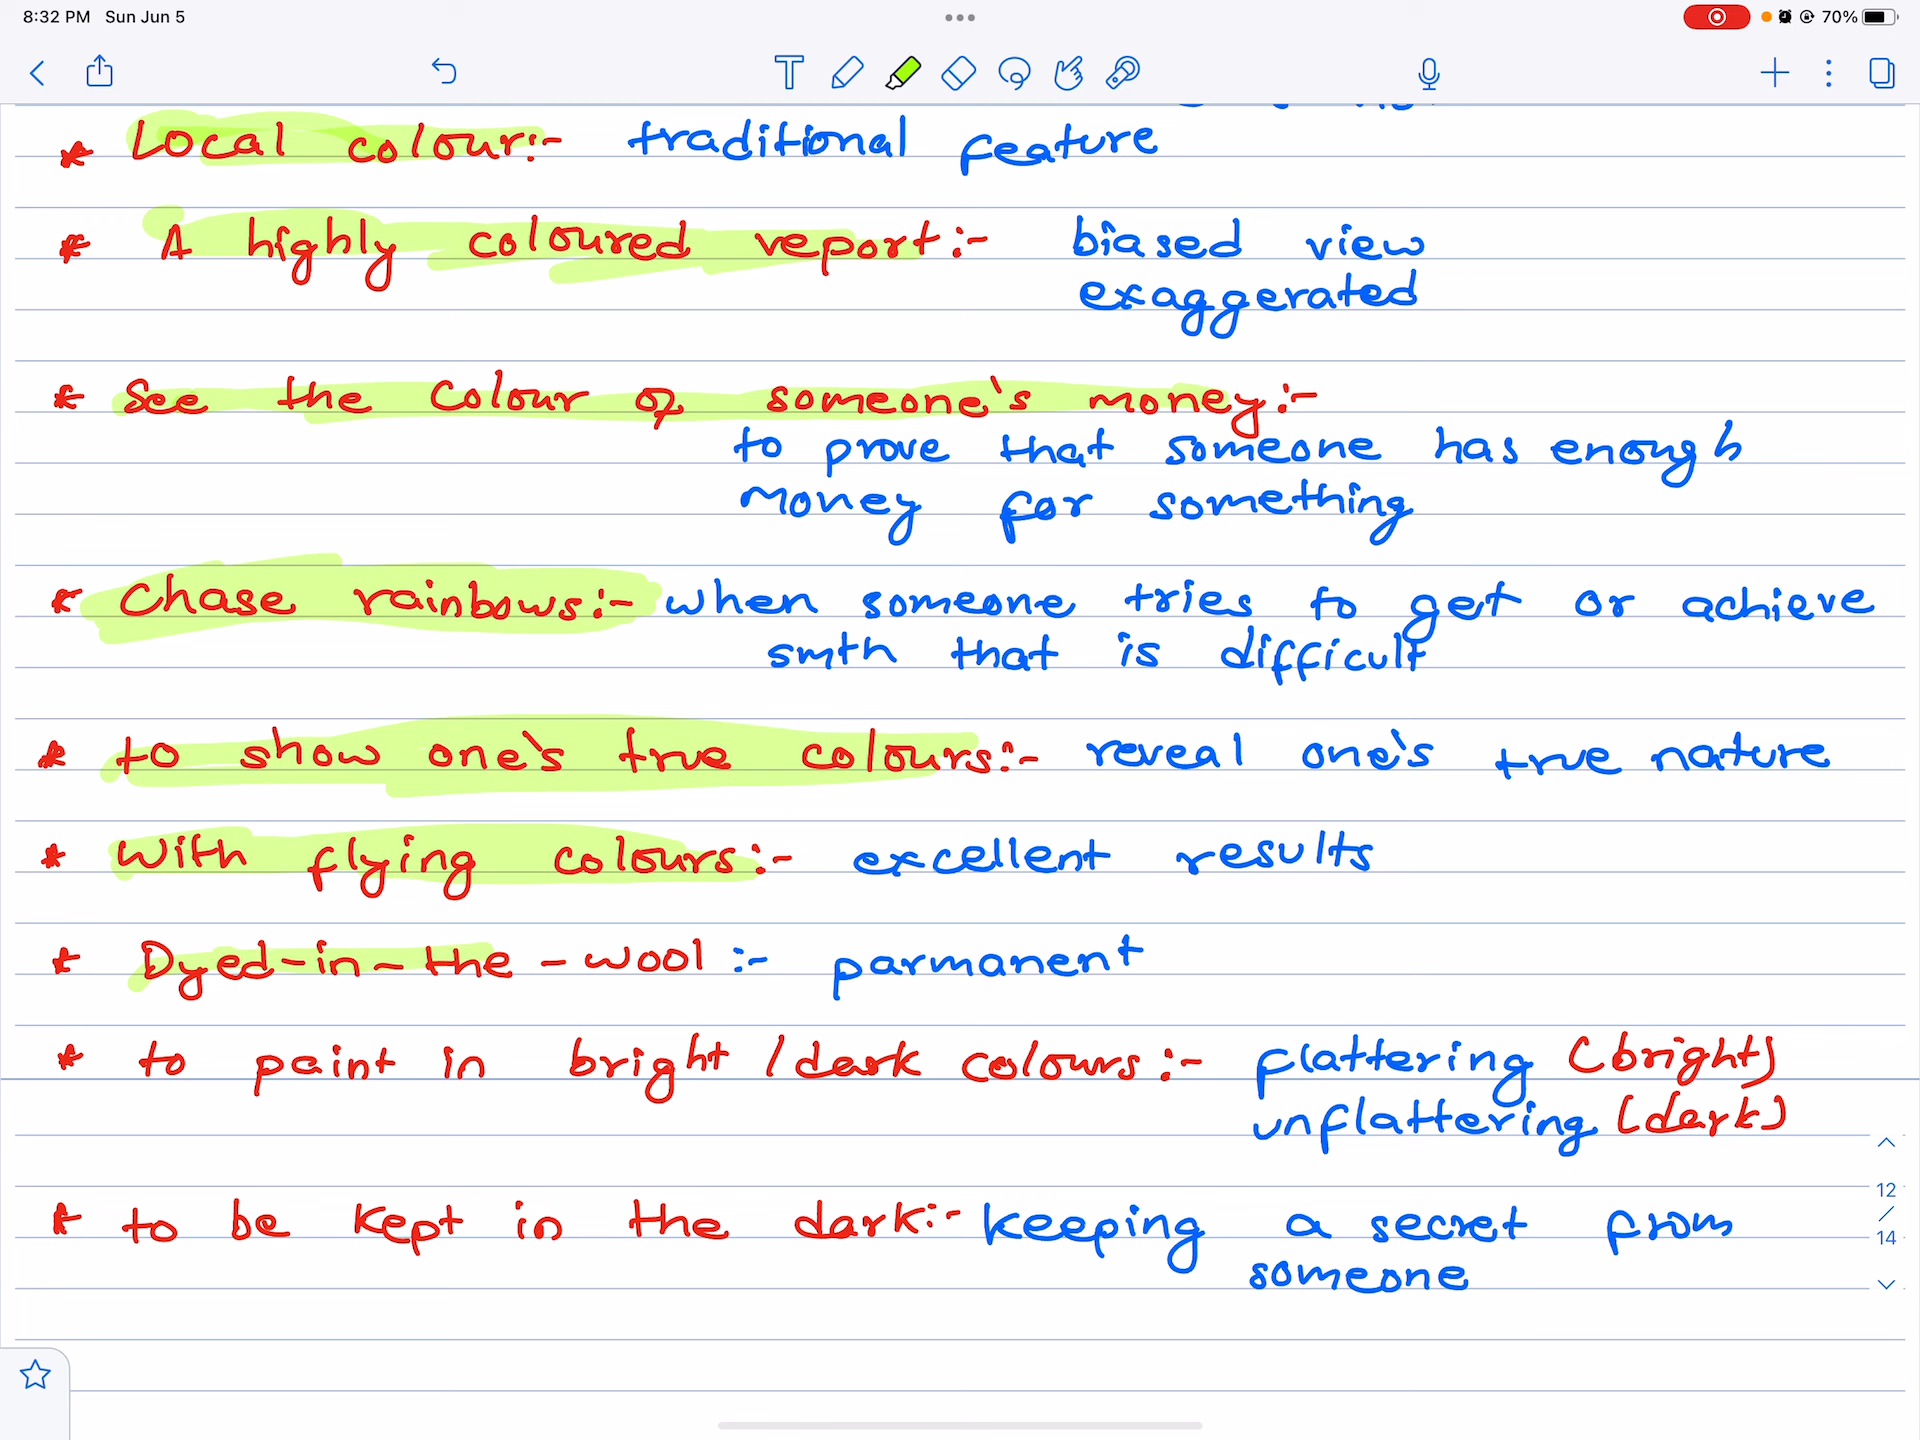 8:32 PM Sun Jun 5
70%
* Local colour:- traditional feature
* A highly coloured report:- biased view
exaggerated
* See the colour of someone's money:-
to prove that someone has enough
money for something
* Chase rainbows:- when someone tries to get or achieve
smth that is difficult
* to show one's true colours:- reveal one's true nature
* With flying colours:- excellent results
* Dyed-in-the-wool :- parmanent
* to paint in bright / dark colours:- flattering (bright)
unflattering (dark)
12
/
14
* to be kept in the dark:- keeping a secret from
someone